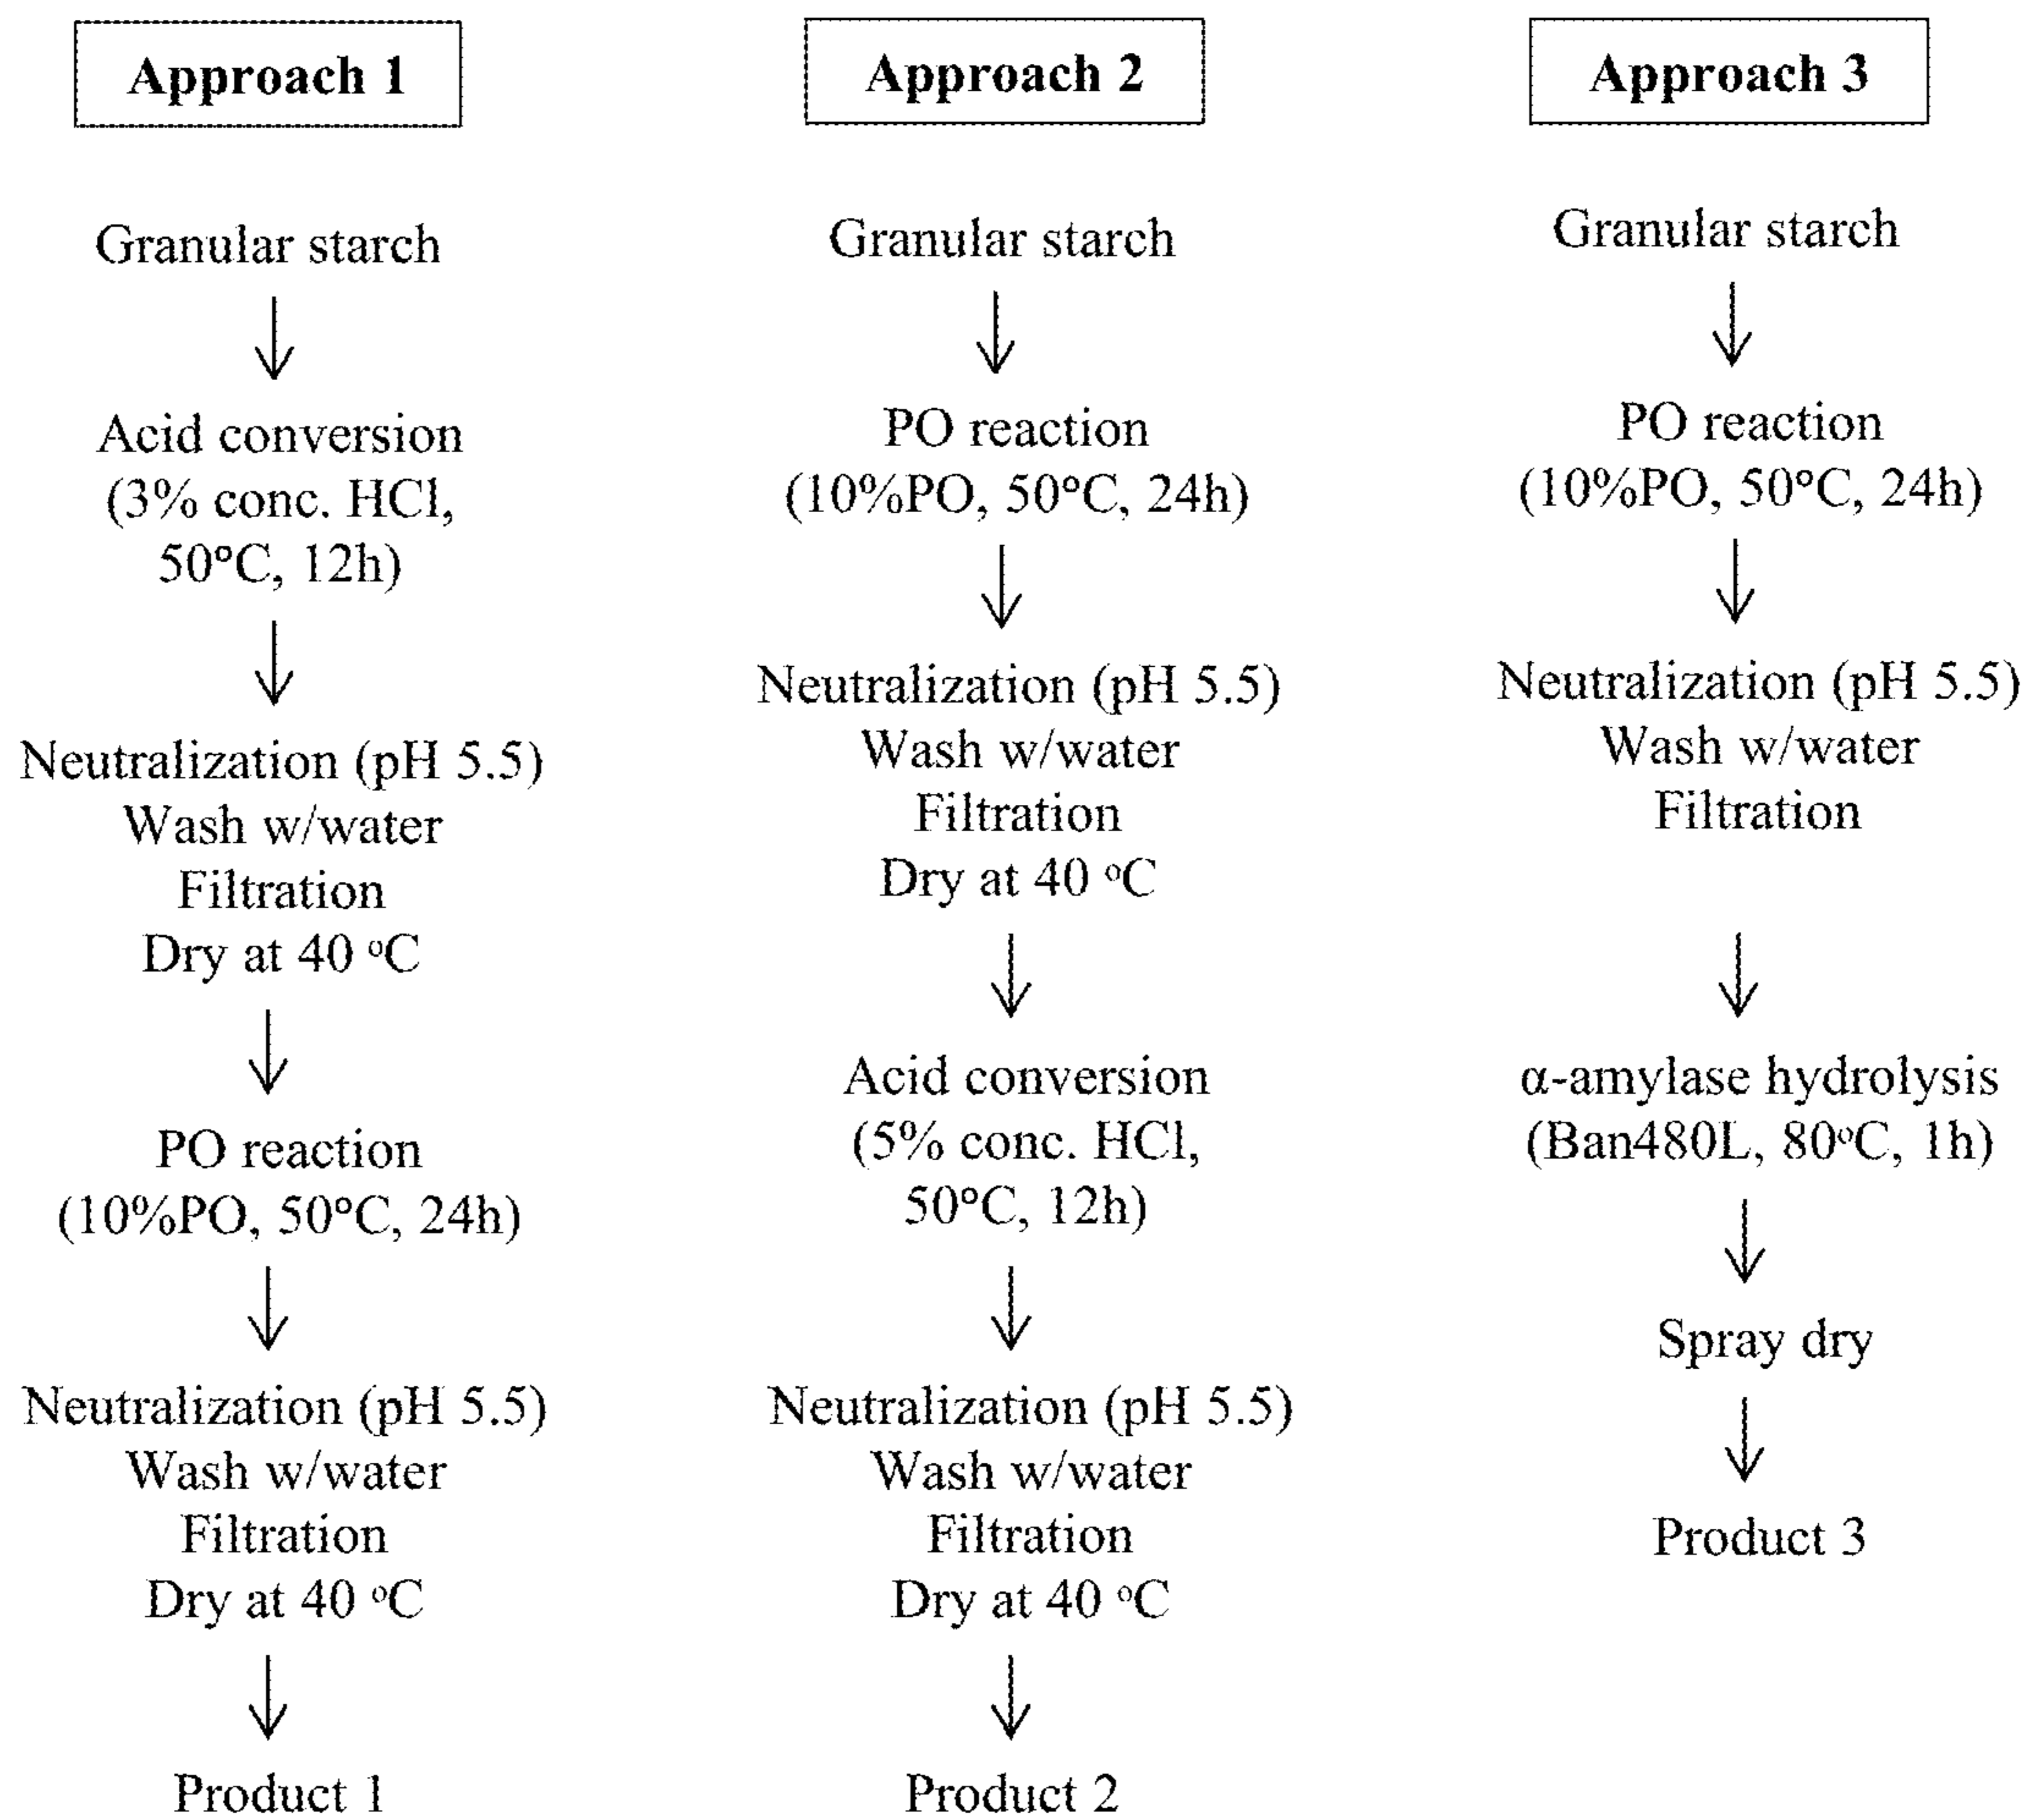 Approach 1
Granular starch
Acid conversion
(3% conc. HCl,
50°C, 12h)
Neutralization (pH 5.5)
Wash w/water
Filtration
Dry at 40 °C
PO reaction
(10%PO, 50°C, 24h)
Neutralization (pH 5.5)
Wash w/water
Filtration
Dry at 40 °C
Product 1
Approach 2
Granular starch
PO reaction
(10%PO, 50°C, 24h)
Neutralization (pH 5.5)
Wash w/water
Filtration
Dry at 40 °C
Acid conversion
(5% conc. HCl,
50°C, 12h)
Neutralization (pH 5.5)
Wash w/water
Filtration
Dry at 40 °C
Product 2
Approach 3
Granular starch
PO reaction
(10%PO, 50°C, 24h)
Neutralization (pH 5.5)
Wash w/water
Filtration
α-amylase hydrolysis
(Ban480L, 80°C, 1h)
Spray dry
Product 3